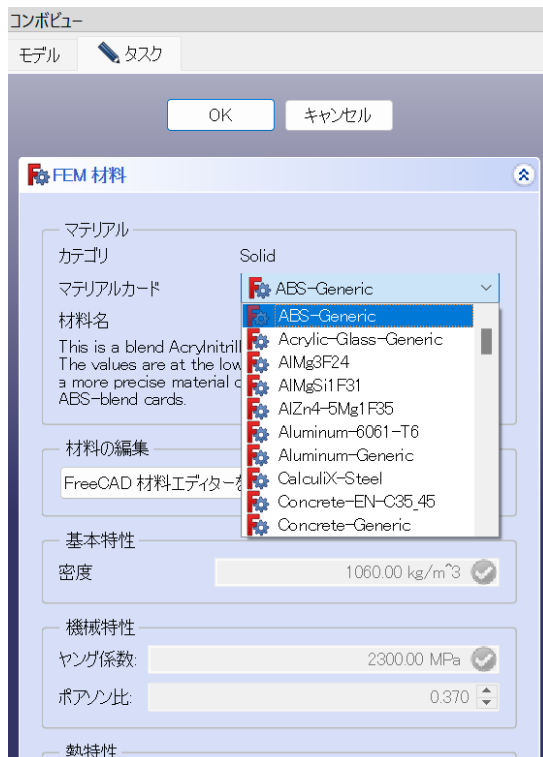 コンボビュー
モデル
タスク
OK
キャンセル
FEM 材料
マテリアル
カテゴリ
Solid
マテリアルカード
ABS-Generic
材料名
ABS-Generic
Acrylic-Glass-Generic
AlMg3F24
AlMgSi1F31
AlZn4-5Mg1F35
Aluminum-6061-T6
Aluminum-Generic
CalculiX-Steel
Concrete-EN-C35_45
Concrete-Generic
This is a blend Acrylnitril
The values are at the low
a more precise material
ABS-blend cards.
材料の編集
FreeCAD 材料エディターを
基本特性
密度
1060.00 kg/m^3
機械特性
ヤング係数:
2300.00 MPa
ポアソン比:
0.370
熱特性